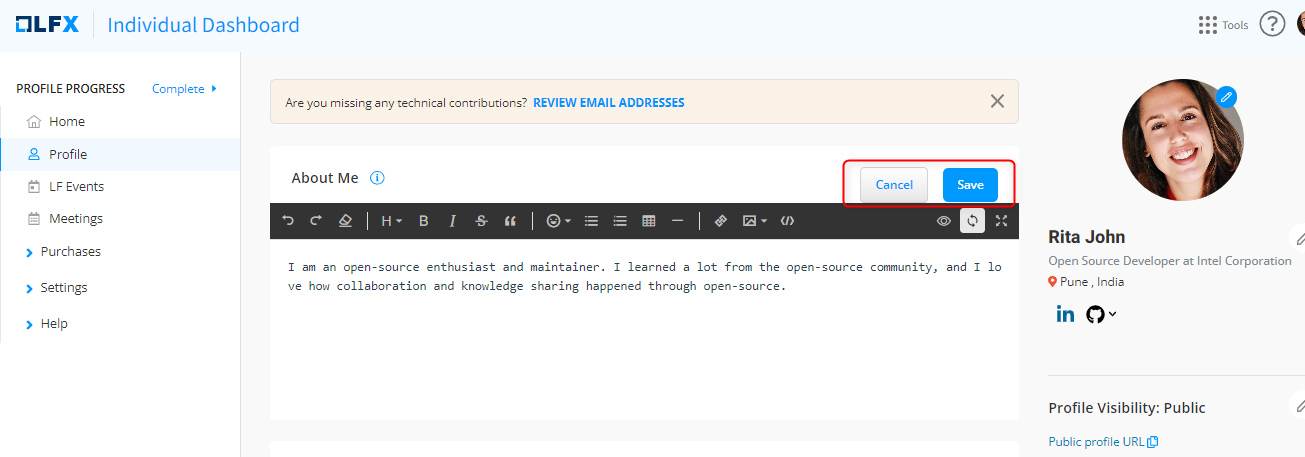 LFX Individual Dashboard
Tools ?
PROFILE PROGRESS Complete
Home
Profile
LF Events
Meetings
Purchases
Settings
Help
Are you missing any technical contributions? REVIEW EMAIL ADDRESSES
About Me
Cancel Save
H B I S
I am an open-source enthusiast and maintainer. I learned a lot from the open-source community, and I lo
ve how collaboration and knowledge sharing happened through open-source.
Rita John
Open Source Developer at Intel Corporation
Pune , India
in
Profile Visibility: Public
Public profile URL